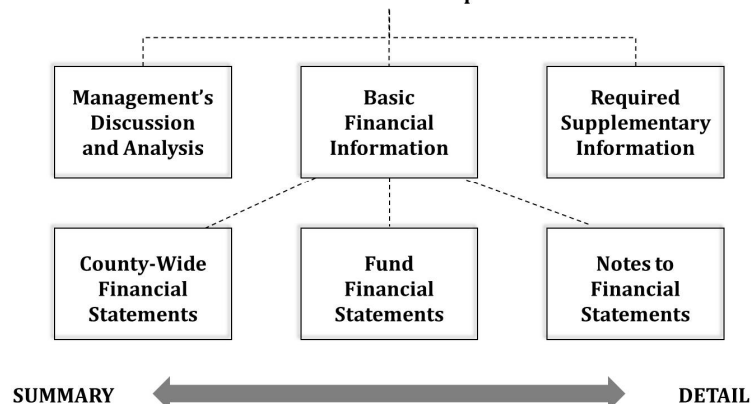 Management’s
Discussion
and Analysis
Basic
Financial
Information
Required
Supplementary
Information
County-Wide
Financial
Statements
Fund
Financial
Statements
Notes to
Financial
Statements
SUMMARY
DETAIL